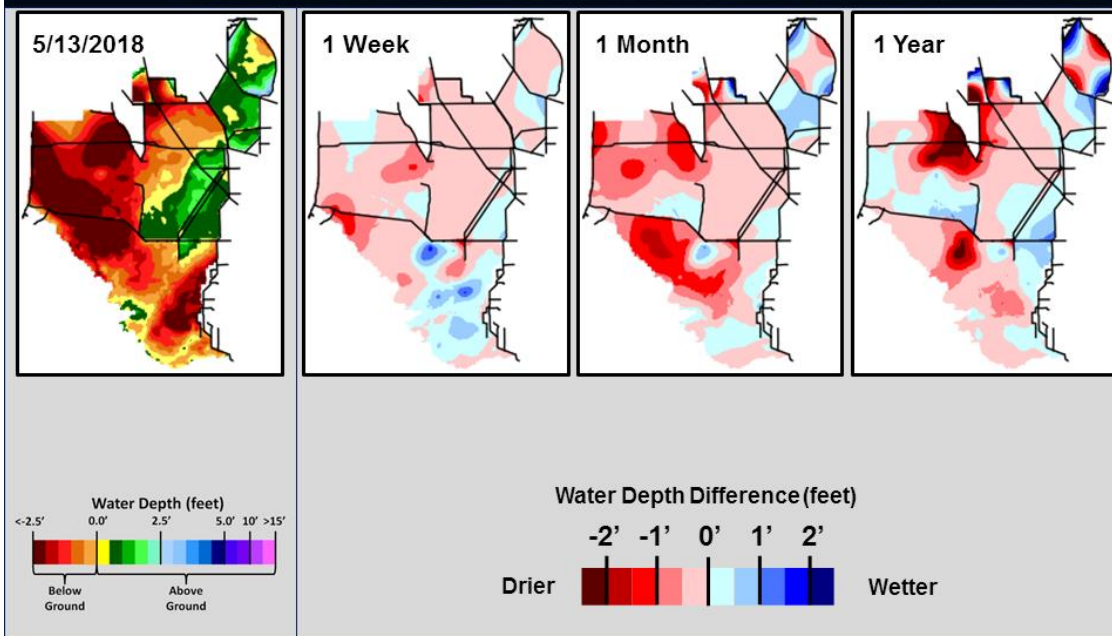 5/13/2018
1 Week
1 Month
1 Year
Water Depth (feet)
<-2.5' 0.0' 2.5' 5.0' 10' >15'
Below Ground
Above Ground
Water Depth Difference (feet)
-2' -1' 0' 1' 2'
Drier
Wetter